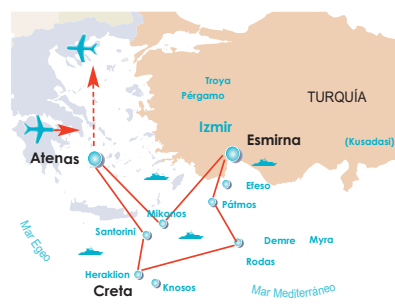 Troya
Pérgamo
TURQUÍA
Izmir
Esmirna
(Kusadasi)
Atenas
Efeso
Pátmos
Mikonos
Santorini
Demre Myra
Mar Egeo
Rodas
Heraklion
Knosos
Creta
Mar Mediterráneo